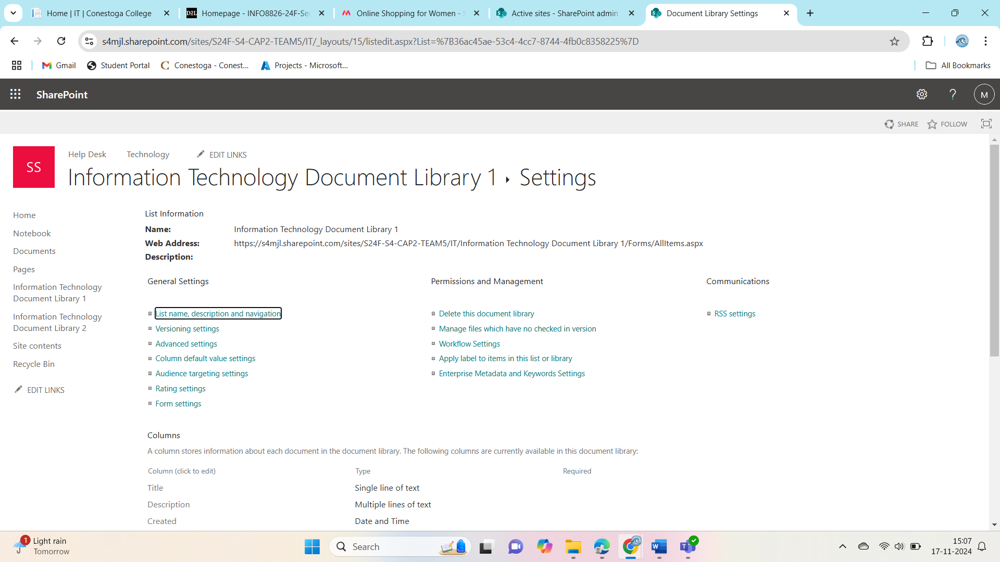 Home | IT | Conestoga College
D2L Homepage - INFO8826-24F-Sec
Online Shopping for Women - S
Active sites - SharePoint admin
Document Library Settings
s4mjl.sharepoint.com/sites/S24F-S4-CAP2-TEAM5/IT/_layouts/15/listedit.aspx?List=%7B36ac45ae-53c4-4cc7-8744-4fb0c8358225%7D
Gmail
Student Portal
Conestoga - Conest...
Projects - Microsoft...
All Bookmarks
SharePoint
M
SHARE
FOLLOW
SS
Help Desk
Technology
EDIT LINKS
Information Technology Document Library 1 ▸ Settings
Home
Notebook
Documents
Pages
Information Technology
Document Library 1
Information Technology
Document Library 2
Site contents
Recycle Bin
EDIT LINKS
List Information
Name: Information Technology Document Library 1
Web Address: https://s4mjl.sharepoint.com/sites/S24F-S4-CAP2-TEAM5/IT/Information Technology Document Library 1/Forms/AllItems.aspx
Description:
General Settings
List name, description and navigation
Versioning settings
Advanced settings
Column default value settings
Audience targeting settings
Rating settings
Form settings
Permissions and Management
Delete this document library
Manage files which have no checked in version
Workflow Settings
Apply label to items in this list or library
Enterprise Metadata and Keywords Settings
Communications
RSS settings
Columns
A column stores information about each document in the document library. The following columns are currently available in this document library:
Column (click to edit) Type Required
Title Single line of text
Description Multiple lines of text
Created Date and Time
1
Light rain
Tomorrow
Search
15:07
17-11-2024